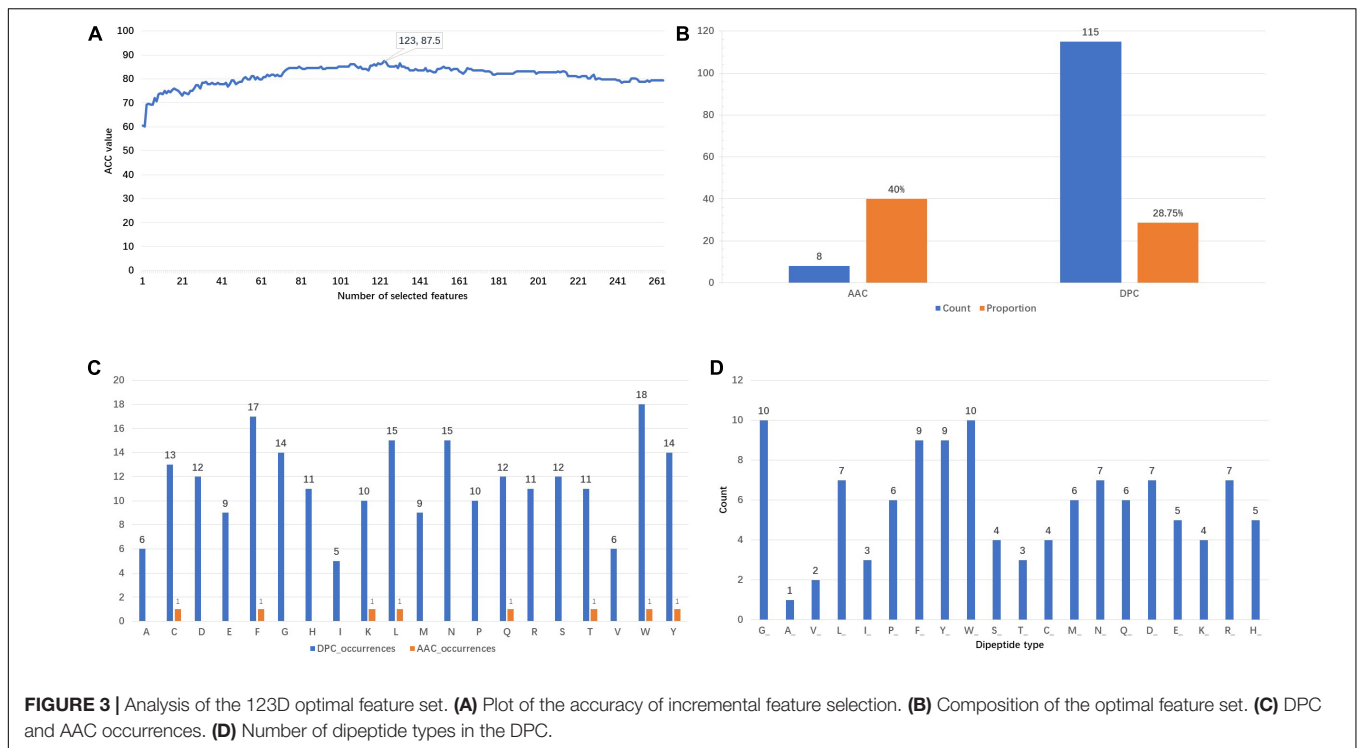 A
100
90
80
70
60
50
40
30
20
10
0
ACC value
123, 87.5
1 21 41 61 81 101 121 141 161 181 201 221 241 261
Number of selected features
B
120
100
80
60
40
20
0
8
40%
115
28.75%
AAC DPC
Count Proportion
C
20
18
16
14
12
10
8
6
4
2
0
6 13 12 9 17 14 11 5 10 15 9 15 10 12 11 12 11 6 18 14
1 1 1 1 1 1 1 1
A C D E F G H I K L M N P Q R S T V W Y
DPC_occurrences AAC_occurrences
D
12
10
8
6
4
2
0
Count
10 1 2 7 3 6 9 9 10 4 3 4 6 7 6 7 5 4 7 5
G_ A_ V_ L_ I_ P_ F_ Y_ W_ S_ T_ C_ M_ N_ Q_ D_ E_ K_ R_ H_
Dipeptide type
FIGURE 3 | Analysis of the 123D optimal feature set. (A) Plot of the accuracy of incremental feature selection. (B) Composition of the optimal feature set. (C) DPC
and AAC occurrences. (D) Number of dipeptide types in the DPC.